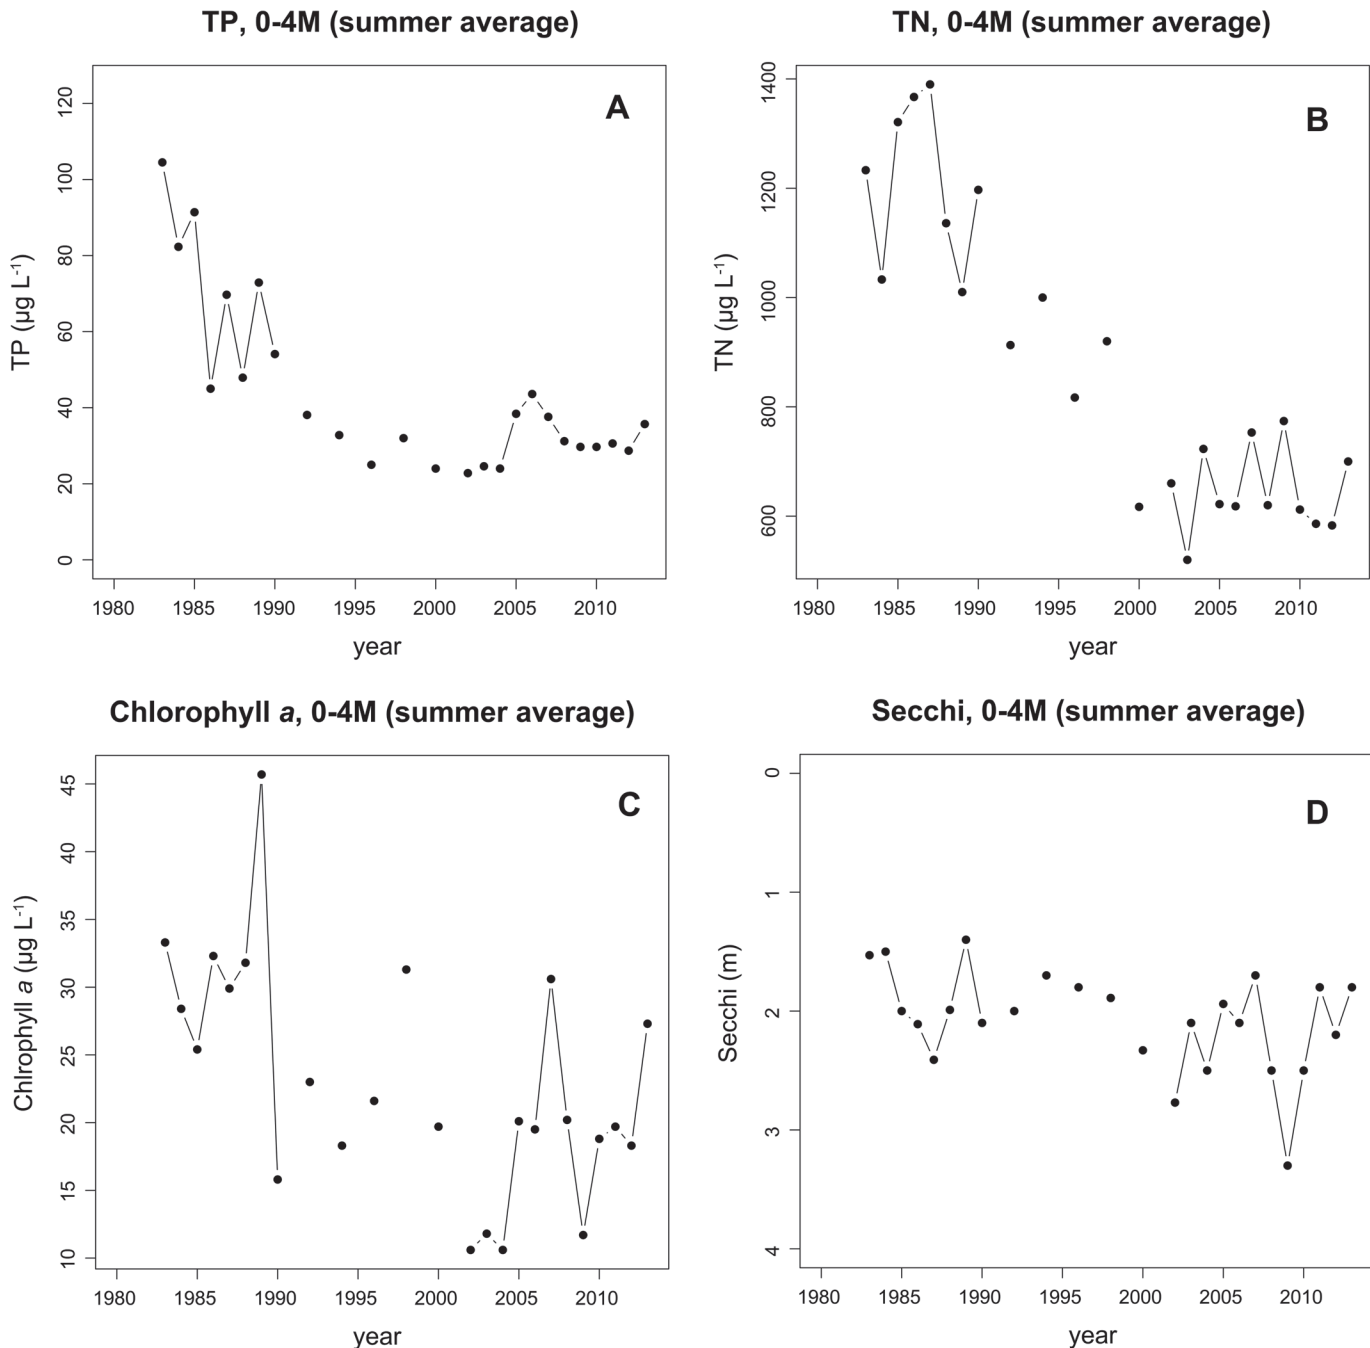 TP, 0-4M (summer average)
A
120
100
80
60
40
20
0
TP (µg L-1)
1980 1985 1990 1995 2000 2005 2010
year
TN, 0-4M (summer average)
B
1400
1200
1000
800
600
TN (µg L-1)
1980 1985 1990 1995 2000 2005 2010
year
Chlorophyll a, 0-4M (summer average)
C
45
40
35
30
25
20
15
10
Chlrophyll a (µg L-1)
1980 1985 1990 1995 2000 2005 2010
year
Secchi, 0-4M (summer average)
D
0
1
2
3
4
Secchi (m)
1980 1985 1990 1995 2000 2005 2010
year